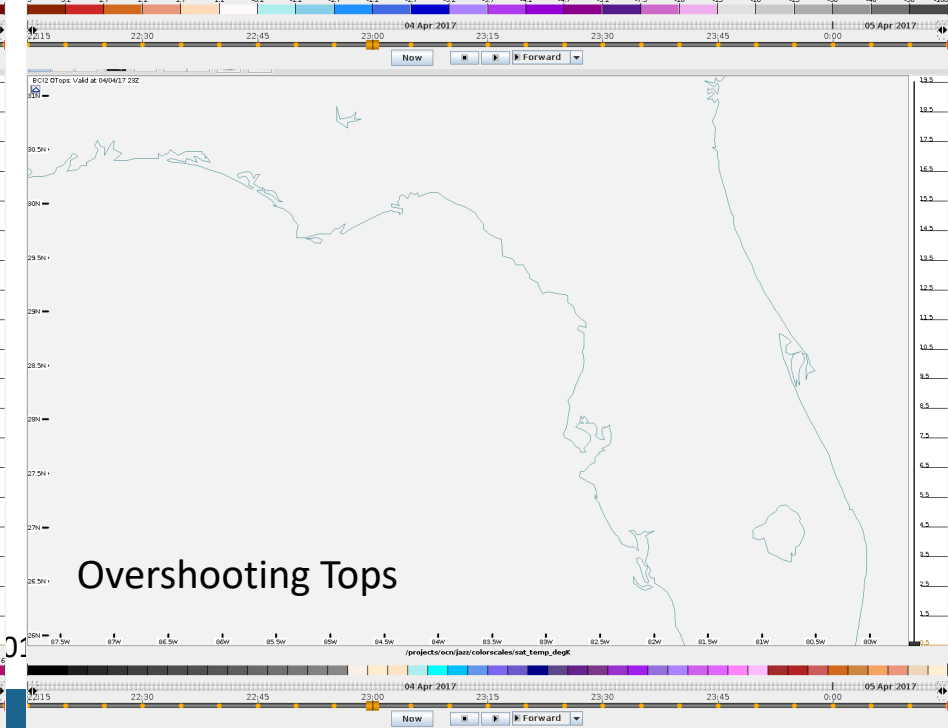 04 Apr 2017 05 Apr 2017
22:15 22:30 22:45 23:00 23:15 23:30 23:45 0:00
Now Forward
BCI2 OTops: Valid at 04/04/17 23Z
31N
30.5N
30N
29.5N
29N
28.5N
28N
27.5N
27N
26.5N
26N
19.5
17.5
16.5
15.5
14.5
13.5
12.5
11.5
10.5
9.5
8.5
7.5
6.5
5.5
4.5
3.5
2.5
1.5
0.5
Overshooting Tops
87.5W 87W 86.5W 86W 85.5W 85W 84.5W 84W 83.5W 83W 82.5W 82W 81.5W 81W 80.5W 80W
/projects/ocn/jazz/colorscales/sat_temp_degK
04 Apr 2017 05 Apr 2017
22:15 22:30 22:45 23:00 23:15 23:30 23:45 0:00
Now Forward